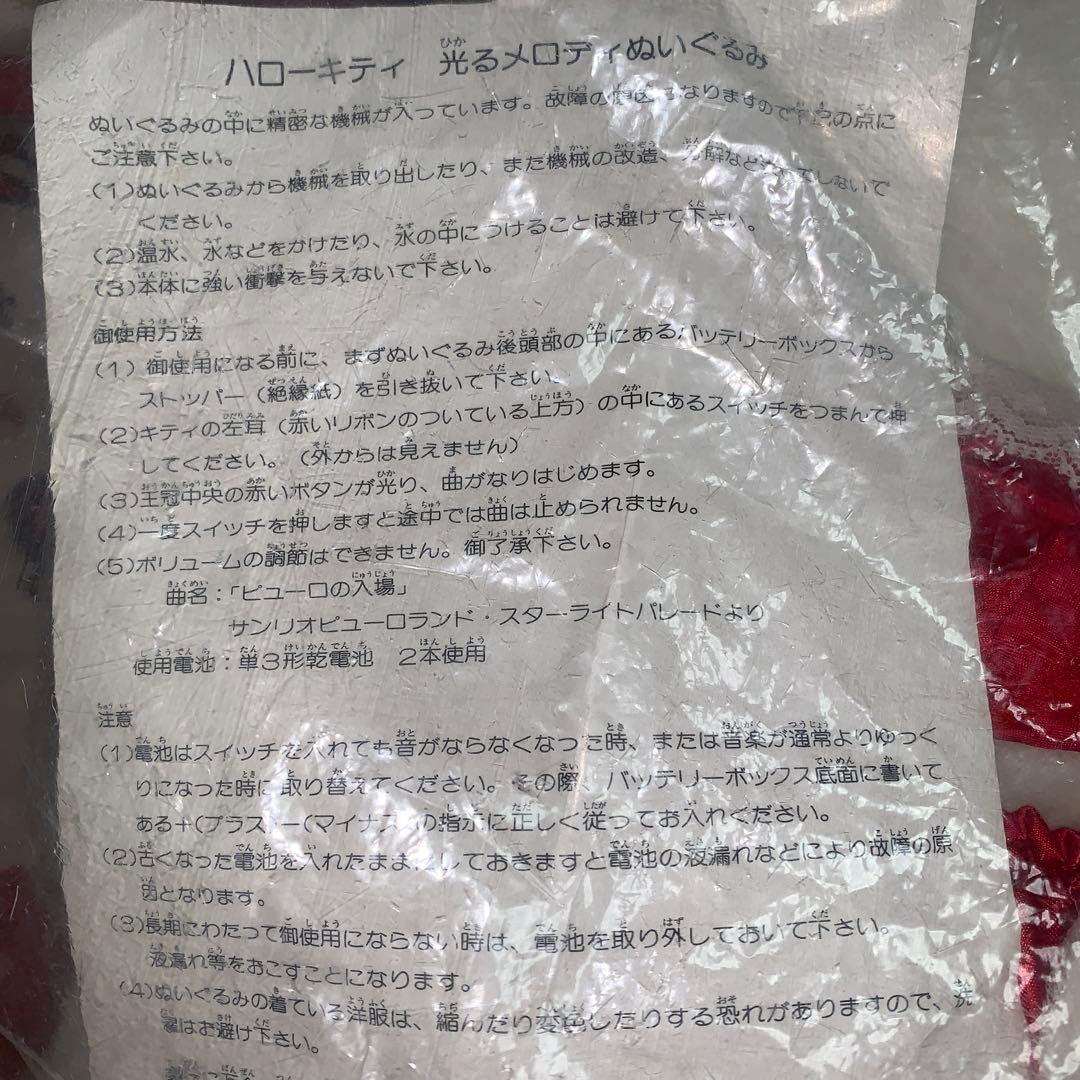 ハローキティ 光るメロディぬいぐるみ
ぬいぐるみの中に精密な機械が入っています。故障の原因となりますので下記の点に
ご注意下さい。
(1)ぬいぐるみから機械を取り出したり、また機械の改造、分解など しないで
ください。
(2)温水、水などをかけたり、水の中につけることは避けて下さい。
(3)本体に強い衝撃を与えないで下さい。
御使用方法
(1) 御使用になる前に、まずぬいぐるみ後頭部の中にあるバッテリーボックスから
ストッパー(絶縁紙)を引き抜いて下さい。
(2)キティの左耳(赤いリボンのついている上方)の中にあるスイッチをつまんで押
してください。(外からは見えません)
(3)王冠中央の赤いボタンが光り、曲がなりはじめます。
(4)一度スイッチを押しますと途中では曲は止められません。
(5)ボリュームの調節はできません。御了承下さい。
曲名:「ピューロの入場」
サンリオピューロランド・スターライトパレードより
使用電池:単3形乾電池 2本使用
注意
(1)電池はスイッチを入れても音がならなくなった時、または音楽が通常よりゆっく
りになった時に取り替えてください。その際、バッテリーボックス底面に書いて
ある+(プラス)-(マイナス)の指示に正しく従ってお入れください。
(2)古くなった電池を入れたまま しておきますと電池の液漏れなどにより故障の原
因となります。
(3)長期にわたって御使用にならない時は、電池を取り外しておいて下さい。
液漏れ等をおこすことになります。
(4)ぬいぐるみの着ている洋服は、縮んだり変色したりする恐れがありますので、洗
濯はお避け下さい。